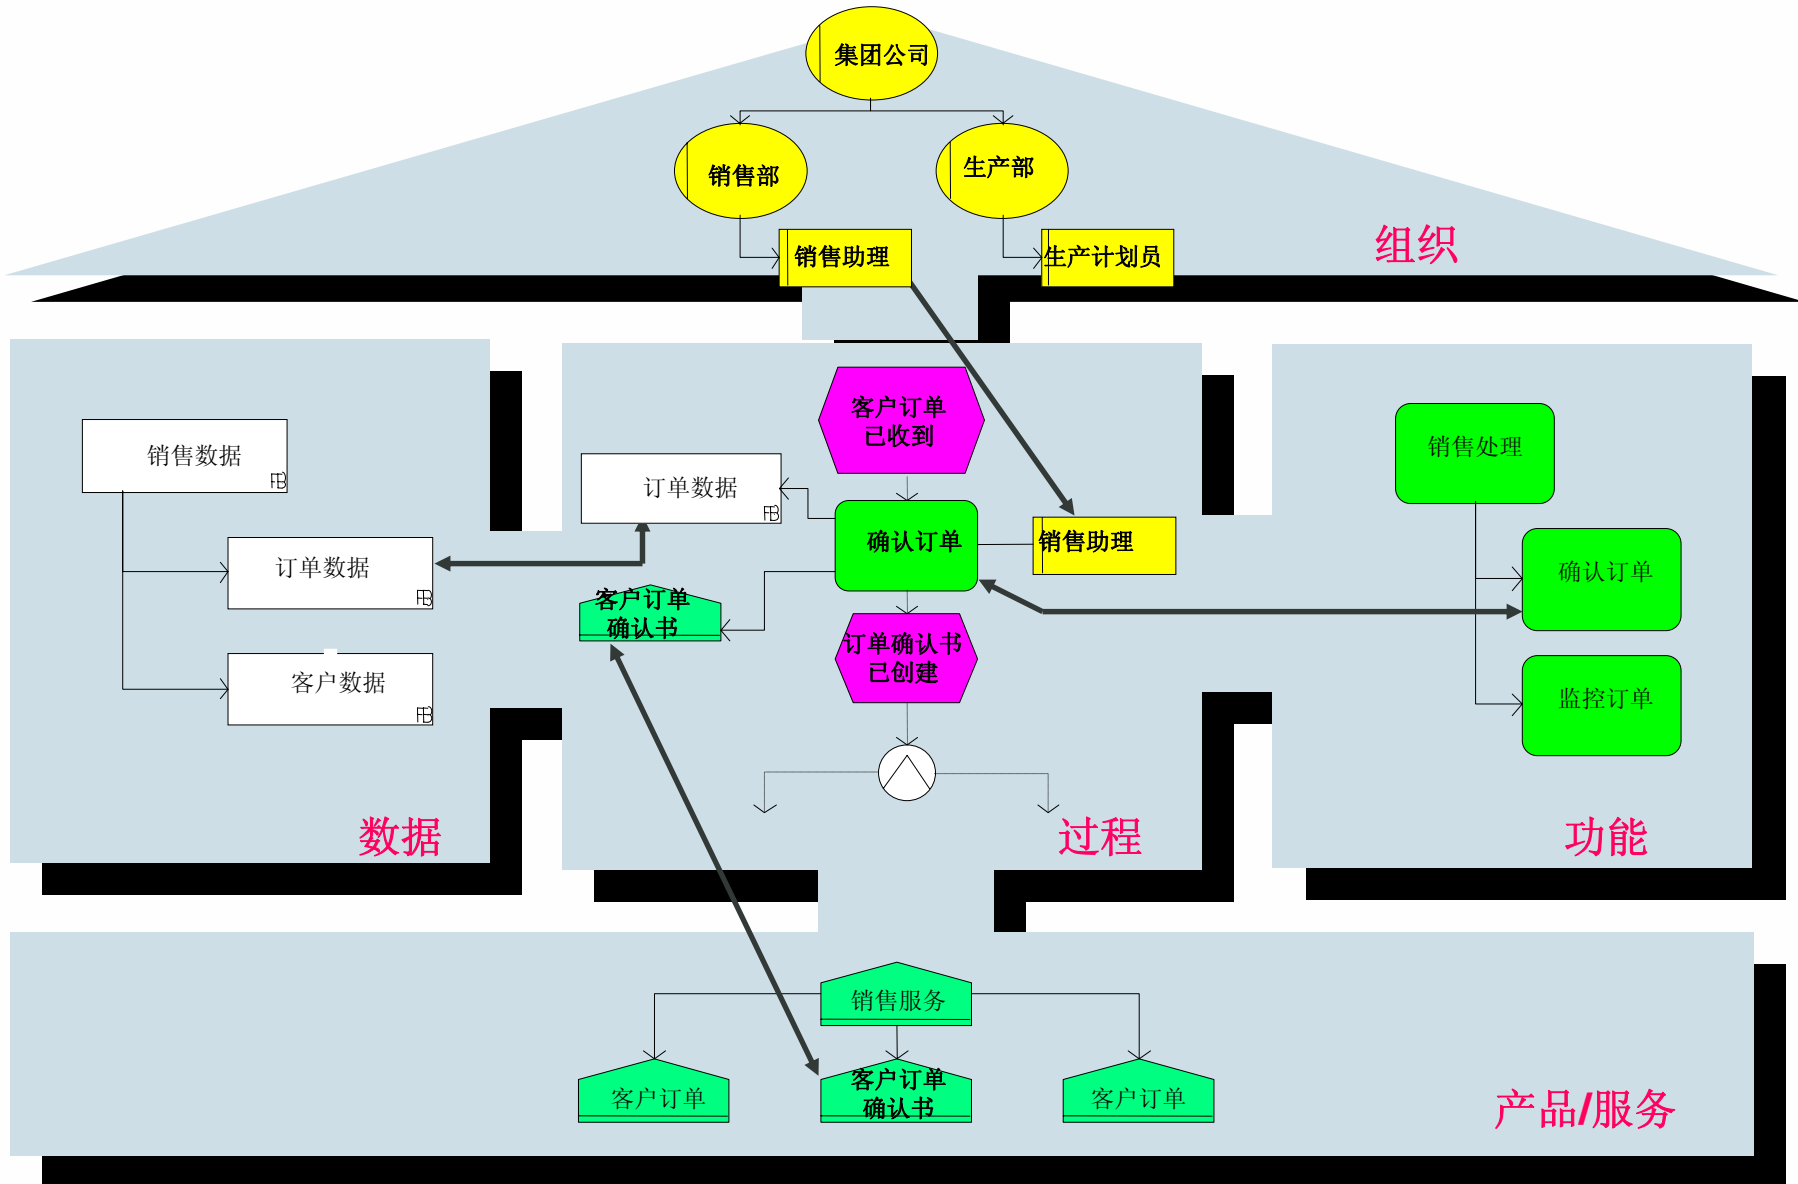 集团公司
销售部
生产部
销售助理
生产计划员
组织
销售数据
订单数据
客户数据
数据
客户订单
已收到
订单数据
确认订单
销售助理
客户订单
确认书
订单确认书
已创建
过程
销售处理
确认订单
监控订单
功能
销售服务
客户订单
客户订单
确认书
客户订单
产品/服务